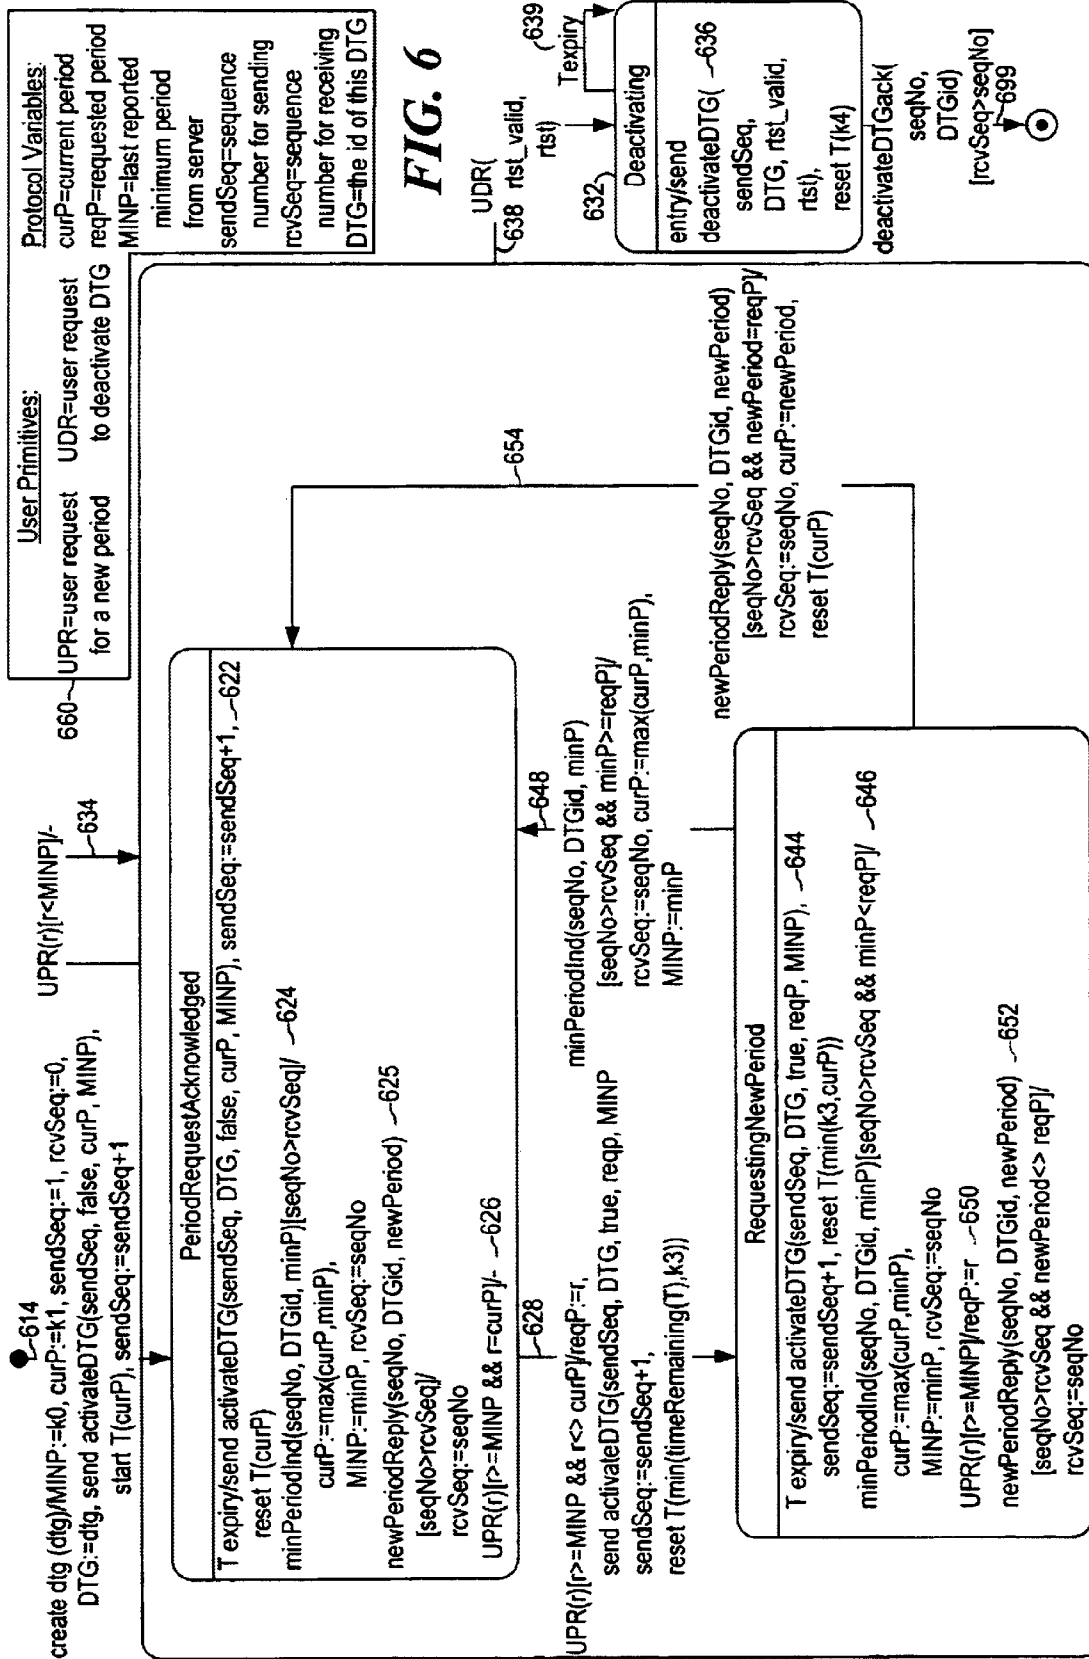 614
create dtg (dtg)/MINP:=k0, curP:=k1, sendSeq:=1, rcvSeq:=0,
DTG:=dtg, send activateDTG(sendSeq, false, curP, MINP),
start T(curP), sendSeq:=sendSeq+1
UPR(r)[r<MINP]/-
634
660
User Primitives:
UPR=user request
for a new period
UDR=user request
to deactivate DTG
Protocol Variables:
curP=current period
reqP=requested period
MINP=last reported
minimum period
from server
sendSeq=sequence
number for sending
rcvSeq=sequence
number for receiving
DTG=the id of this DTG
PeriodRequestAcknowledged
T expiry/send activateDTG(sendSeq, DTG, false, curP, MINP), sendSeq:=sendSeq+1, 622
reset T(curP)
minPeriodInd(seqNo, DTGid, minP)[seqNo>rcvSeq]/ 624
curP:=max(curP,minP),
MINP:=minP, rcvSeq:=seqNo
newPeriodReply(seqNo, DTGid, newPeriod) 625
[seqNo>rcvSeq]/
rcvSeq:=seqNo
UPR(r)[r>=MINP && r=curP]/- 626
UPR(r)[r>=MINP && r<> curP]/reqP:=r, 628
send activateDTG(sendSeq, DTG, true, reqp, MINP
sendSeq:=sendSeq+1,
reset T(min(timeRemaining(T),k3))
minPeriodInd(seqNo, DTGid, minP) 648
[seqNo>rcvSeq && minP>=reqP]/
rcvSeq:=seqNo, curP:=max(curP,minP),
MINP:=minP
654
newPeriodReply(seqNo, DTGid, newPeriod)
[seqNo>rcvSeq && newPeriod=reqP]/
rcvSeq:=seqNo, curP:=newPeriod,
reset T(curP)
RequestingNewPeriod
T expiry/send activateDTG(sendSeq, DTG, true, reqP, MINP), 644
sendSeq:=sendSeq+1, reset T(min(k3,curP))
minPeriodInd(seqNo, DTGid, minP)[seqNo>rcvSeq && minP<reqP]/ 646
curP:=max(curP,minP),
MINP:=minP, rcvSeq:=seqNo
UPR(r)[r>=MINP]/reqP:=r 650
newPeriodReply(seqNo, DTGid, newPeriod) 652
[seqNo>rcvSeq && newPeriod<> reqP]/
rcvSeq:=seqNo
FIG. 6
UDR(
638 rtst_valid,
rtst)
632
Texpiry
639
Deactivating
entry/send
deactivateDTG( 636
sendSeq,
DTG, rtst_valid,
rtst),
reset T(k4)
deactivateDTGack(
seqNo,
DTGid)
[rcvSeq>seqNo]
699